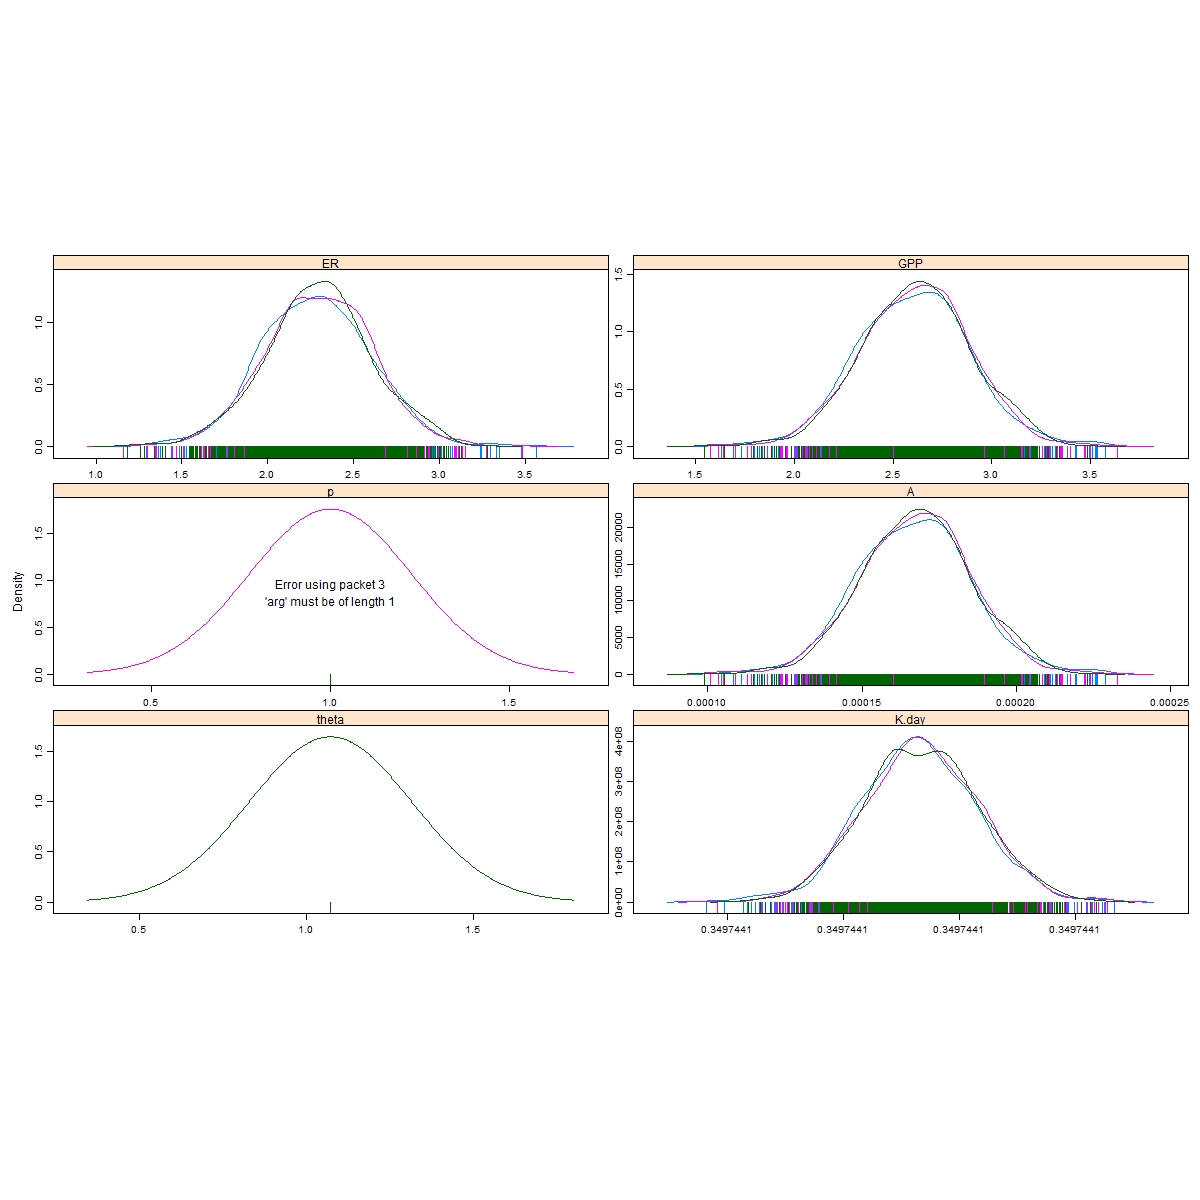 ER
0.0 0.5 1.0
1.0 1.5 2.0 2.5 3.0 3.5
GPP
0.0 0.5 1.0 1.5
1.5 2.0 2.5 3.0 3.5
Density
p
0.0 0.5 1.0 1.5
Error using packet 3
'arg' must be of length 1
0.5 1.0 1.5
A
0 5000 10000 15000 20000
0.00010 0.00015 0.00020 0.00025
theta
0.0 0.5 1.0 1.5
0.5 1.0 1.5
K.day
0e+00 1e+08 2e+08 3e+08 4e+08
0.3497441 0.3497441 0.3497441 0.3497441